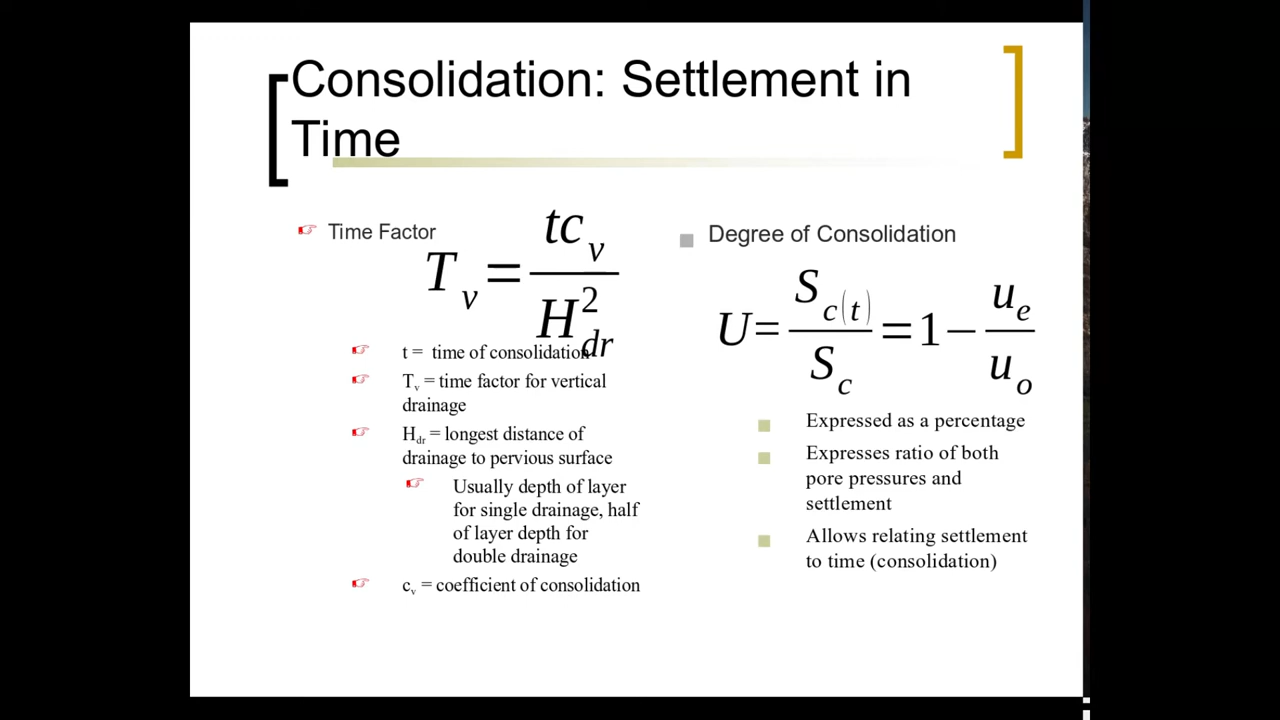 Consolidation: Settlement in
Time
Time Factor
T_v = tc_v / H_dr^2
t = time of consolidation
T_v = time factor for vertical
drainage
H_dr = longest distance of
drainage to pervious surface
Usually depth of layer
for single drainage, half
of layer depth for
double drainage
c_v = coefficient of consolidation
Degree of Consolidation
U = S_c(t) / S_c = 1 − u_e / u_o
Expressed as a percentage
Expresses ratio of both
pore pressures and
settlement
Allows relating settlement
to time (consolidation)